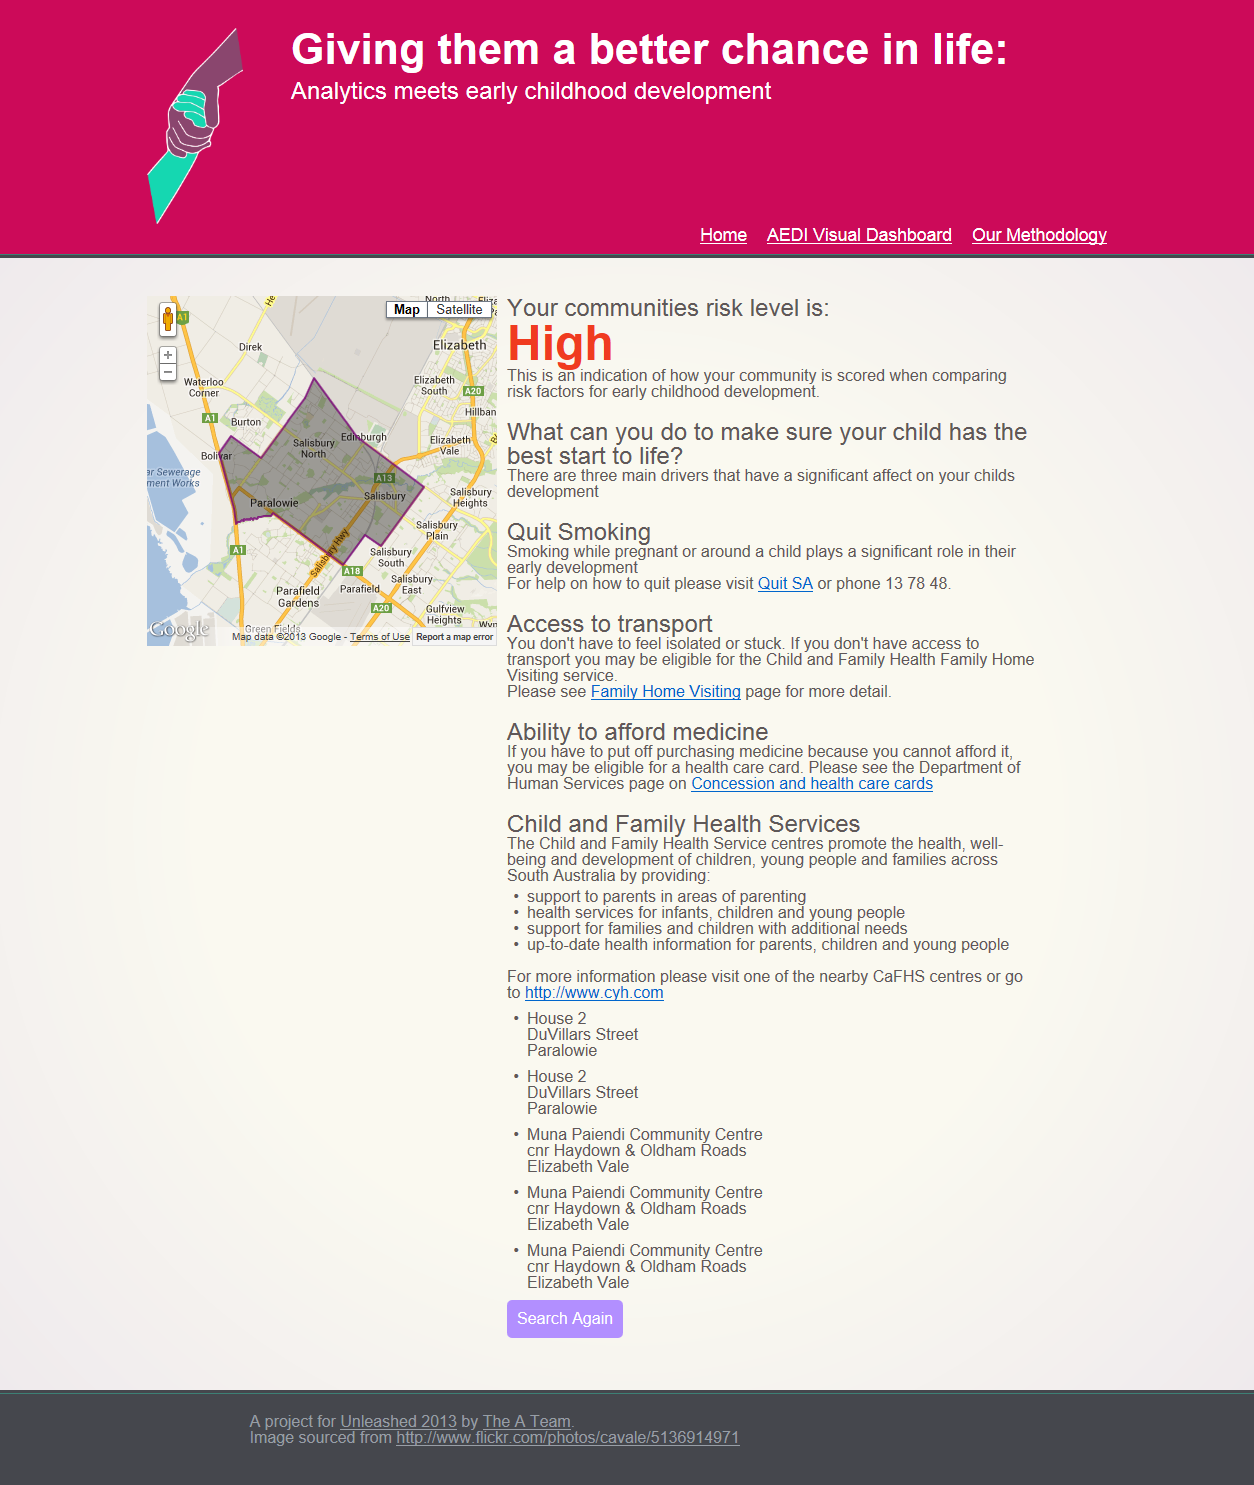 Giving them a better chance in life:
Analytics meets early childhood development
Home AEDI Visual Dashboard Our Methodology
Map Satellite
North
Elizabeth
Direk
Waterloo
Corner
Elizabeth
South
A20
A1
A1
Burton
Hillban
Salisbury
North
Edinburgh
Elizabeth
Vale
Bolivar
ar Sewerage
ment Works
A13
Paralowie
Salisbury
Salisbury
Heights
Salisbury
Plain
Salisbury Hwy
A1
Salisbury
South
A18
Salisbury
East
Parafield
Gardens
Parafield
A20
Gulfview
Heights
Green Fields
Wyn
Google
Map data ©2013 Google - Terms of Use Report a map error
Your communities risk level is:
High
This is an indication of how your community is scored when comparing
risk factors for early childhood development.
What can you do to make sure your child has the
best start to life?
There are three main drivers that have a significant affect on your childs
development
Quit Smoking
Smoking while pregnant or around a child plays a significant role in their
early development
For help on how to quit please visit Quit SA or phone 13 78 48.
Access to transport
You don't have to feel isolated or stuck. If you don't have access to
transport you may be eligible for the Child and Family Health Family Home
Visiting service.
Please see Family Home Visiting page for more detail.
Ability to afford medicine
If you have to put off purchasing medicine because you cannot afford it,
you may be eligible for a health care card. Please see the Department of
Human Services page on Concession and health care cards
Child and Family Health Services
The Child and Family Health Service centres promote the health, well-
being and development of children, young people and families across
South Australia by providing:
• support to parents in areas of parenting
• health services for infants, children and young people
• support for families and children with additional needs
• up-to-date health information for parents, children and young people
For more information please visit one of the nearby CaFHS centres or go
to http://www.cyh.com
• House 2
DuVillars Street
Paralowie
• House 2
DuVillars Street
Paralowie
• Muna Paiendi Community Centre
cnr Haydown & Oldham Roads
Elizabeth Vale
• Muna Paiendi Community Centre
cnr Haydown & Oldham Roads
Elizabeth Vale
• Muna Paiendi Community Centre
cnr Haydown & Oldham Roads
Elizabeth Vale
Search Again
A project for Unleashed 2013 by The A Team.
Image sourced from http://www.flickr.com/photos/cavale/5136914971